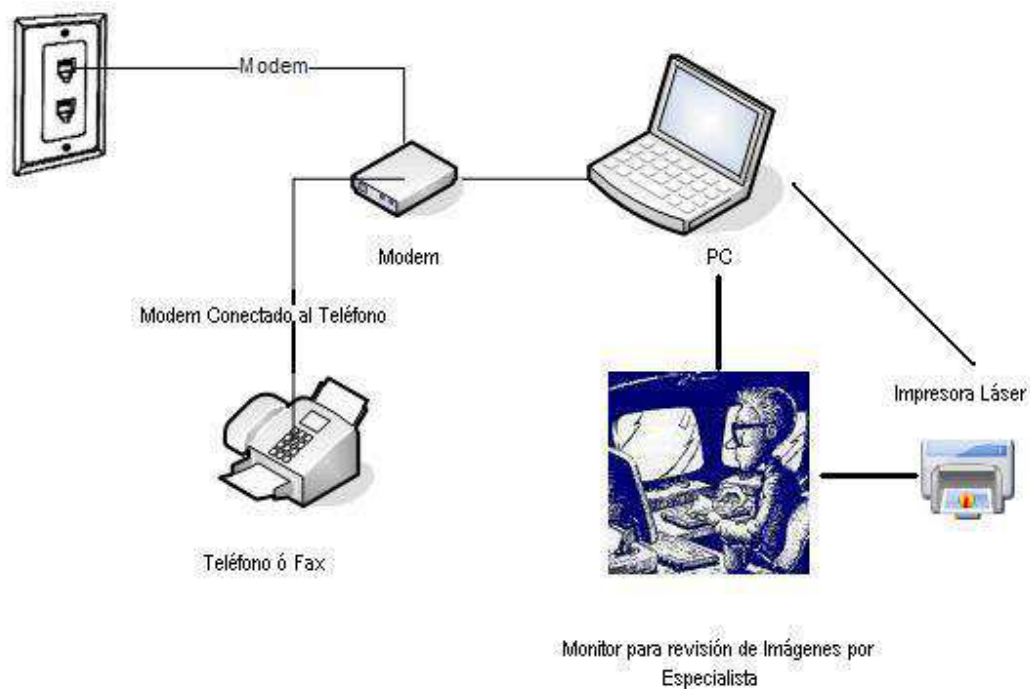 Modem
Modem
PC
Modem Conectado al Teléfono
Impresora Láser
Teléfono ó Fax
Monitor para revisión de Imágenes por
Especialista